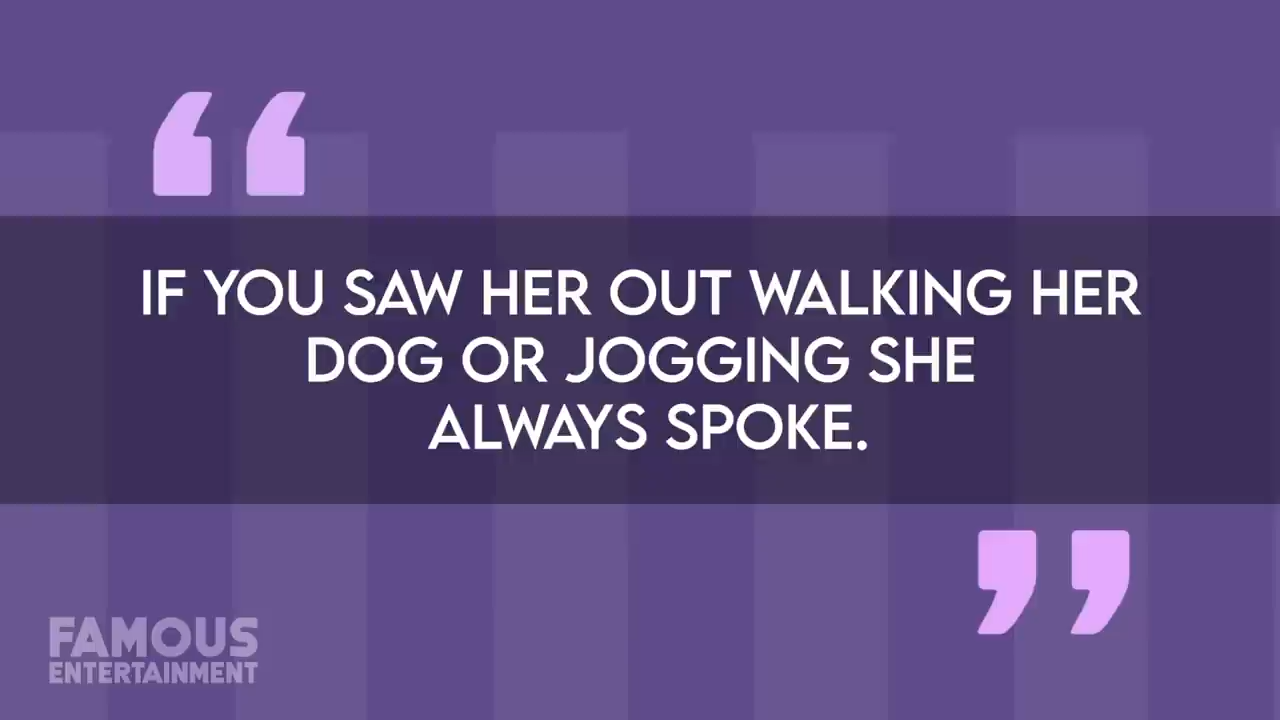 “
IF YOU SAW HER OUT WALKING HER
DOG OR JOGGING SHE
ALWAYS SPOKE.
”
FAMOUS
ENTERTAINMENT